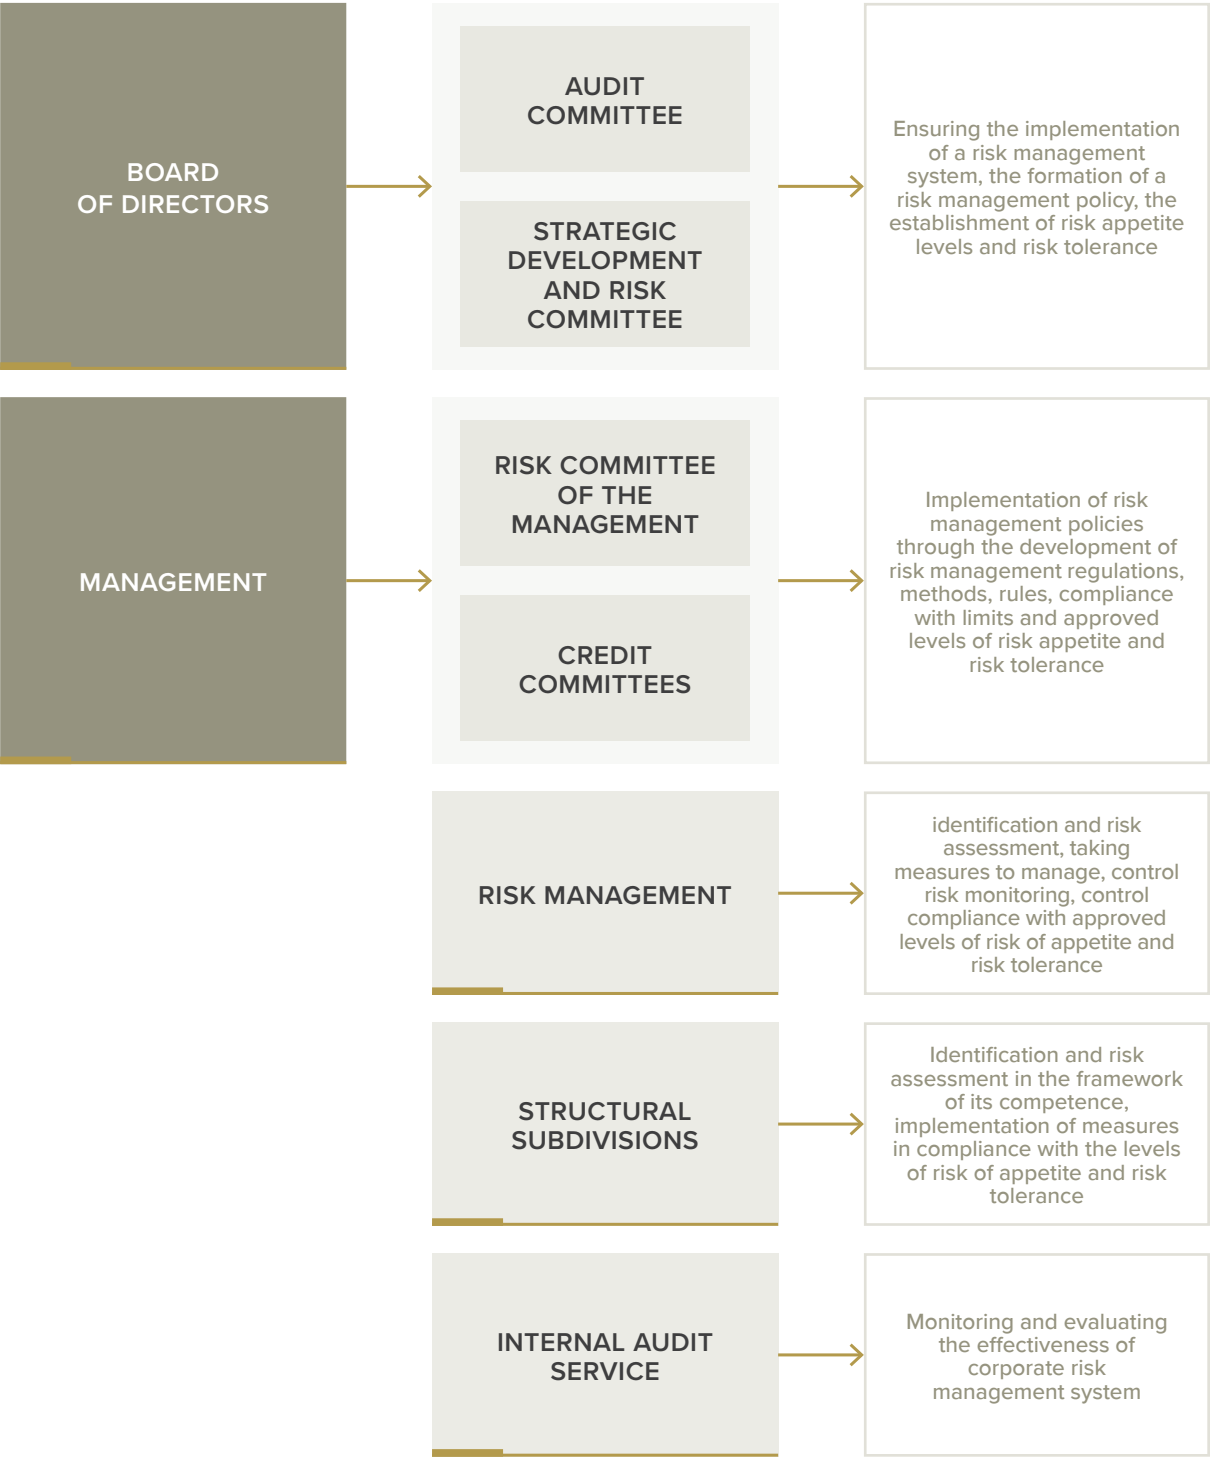 BOARD
OF DIRECTORS
AUDIT
COMMITTEE
STRATEGIC
DEVELOPMENT
AND RISK
COMMITTEE
Ensuring the implementation
of a risk management
system, the formation of a
risk management policy, the
establishment of risk appetite
levels and risk tolerance
MANAGEMENT
RISK COMMITTEE
OF THE
MANAGEMENT
CREDIT
COMMITTEES
Implementation of risk
management policies
through the development of
risk management regulations,
methods, rules, compliance
with limits and approved
levels of risk appetite and
risk tolerance
RISK MANAGEMENT
identification and risk
assessment, taking
measures to manage, control
risk monitoring, control
compliance with approved
levels of risk of appetite and
risk tolerance
STRUCTURAL
SUBDIVISIONS
Identification and risk
assessment in the framework
of its competence,
implementation of measures
in compliance with the levels
of risk of appetite and risk
tolerance
INTERNAL AUDIT
SERVICE
Monitoring and evaluating
the effectiveness of
corporate risk
management system